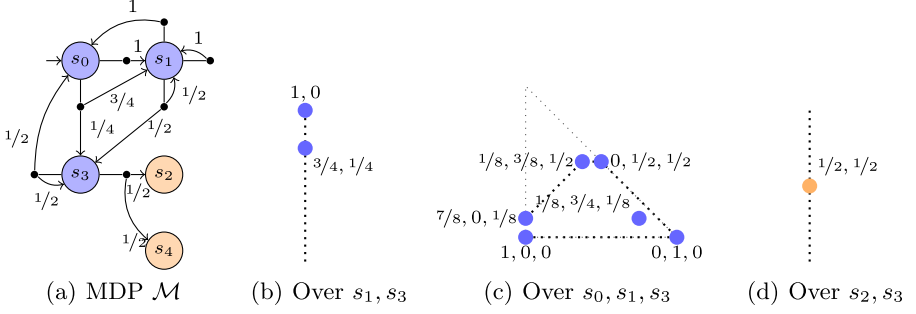 1
1
s0
1
s1
3/4
1/2
1/4
1/2
1/2
s3
1/2
s2
1/2
1/2
s4
(a) MDP M
1, 0
3/4, 1/4
(b) Over s1, s3
1/8, 3/8, 1/2
0, 1/2, 1/2
1/8, 3/4, 1/8
7/8, 0, 1/8
1, 0, 0
0, 1, 0
(c) Over s0, s1, s3
1/2, 1/2
(d) Over s2, s3